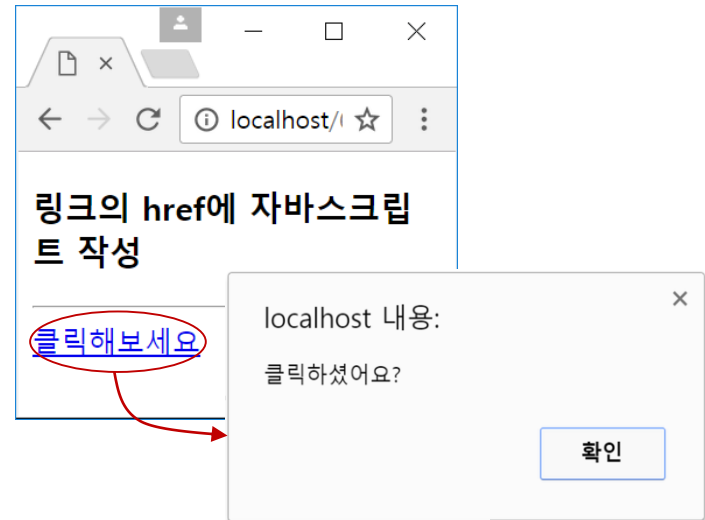 localhost/
링크의 href에 자바스크립
트 작성
클릭해보세요
localhost 내용:
클릭하셨어요?
확인